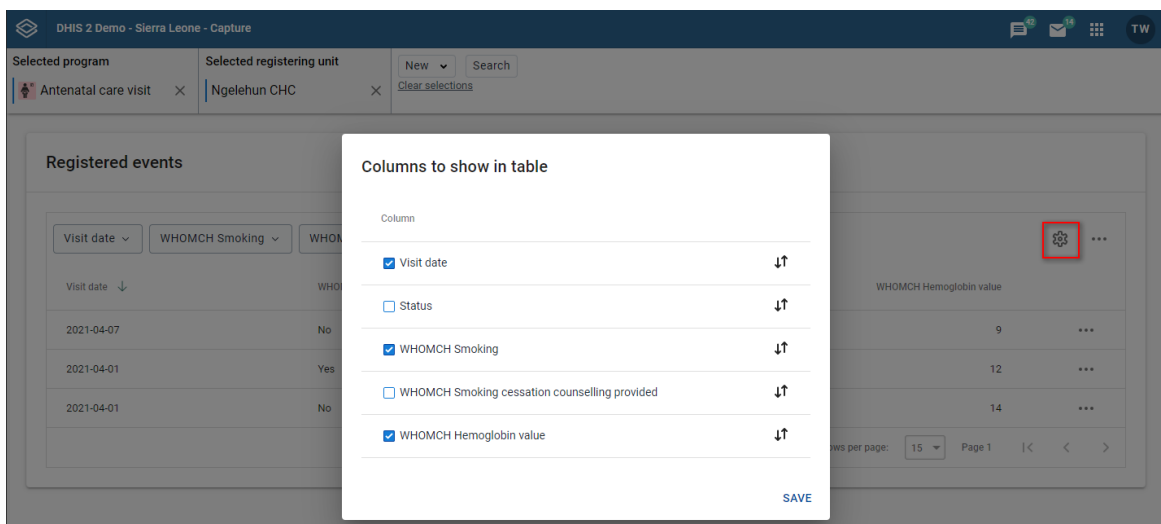 DHIS 2 Demo - Sierra Leone - Capture
42
14
TW
Selected program
Selected registering unit
New
Search
Antenatal care visit
Ngelehun CHC
Clear selections
Registered events
Columns to show in table
Column
Visit date
WHOMCH Smoking
Visit date
Status
WHOMCH Smoking
WHOMCH Smoking cessation counselling provided
WHOMCH Hemoglobin value
SAVE
Visit date
WHOMCH Hemoglobin value
2021-04-07
No
9
2021-04-01
Yes
12
2021-04-01
No
14
per page:
15
Page 1